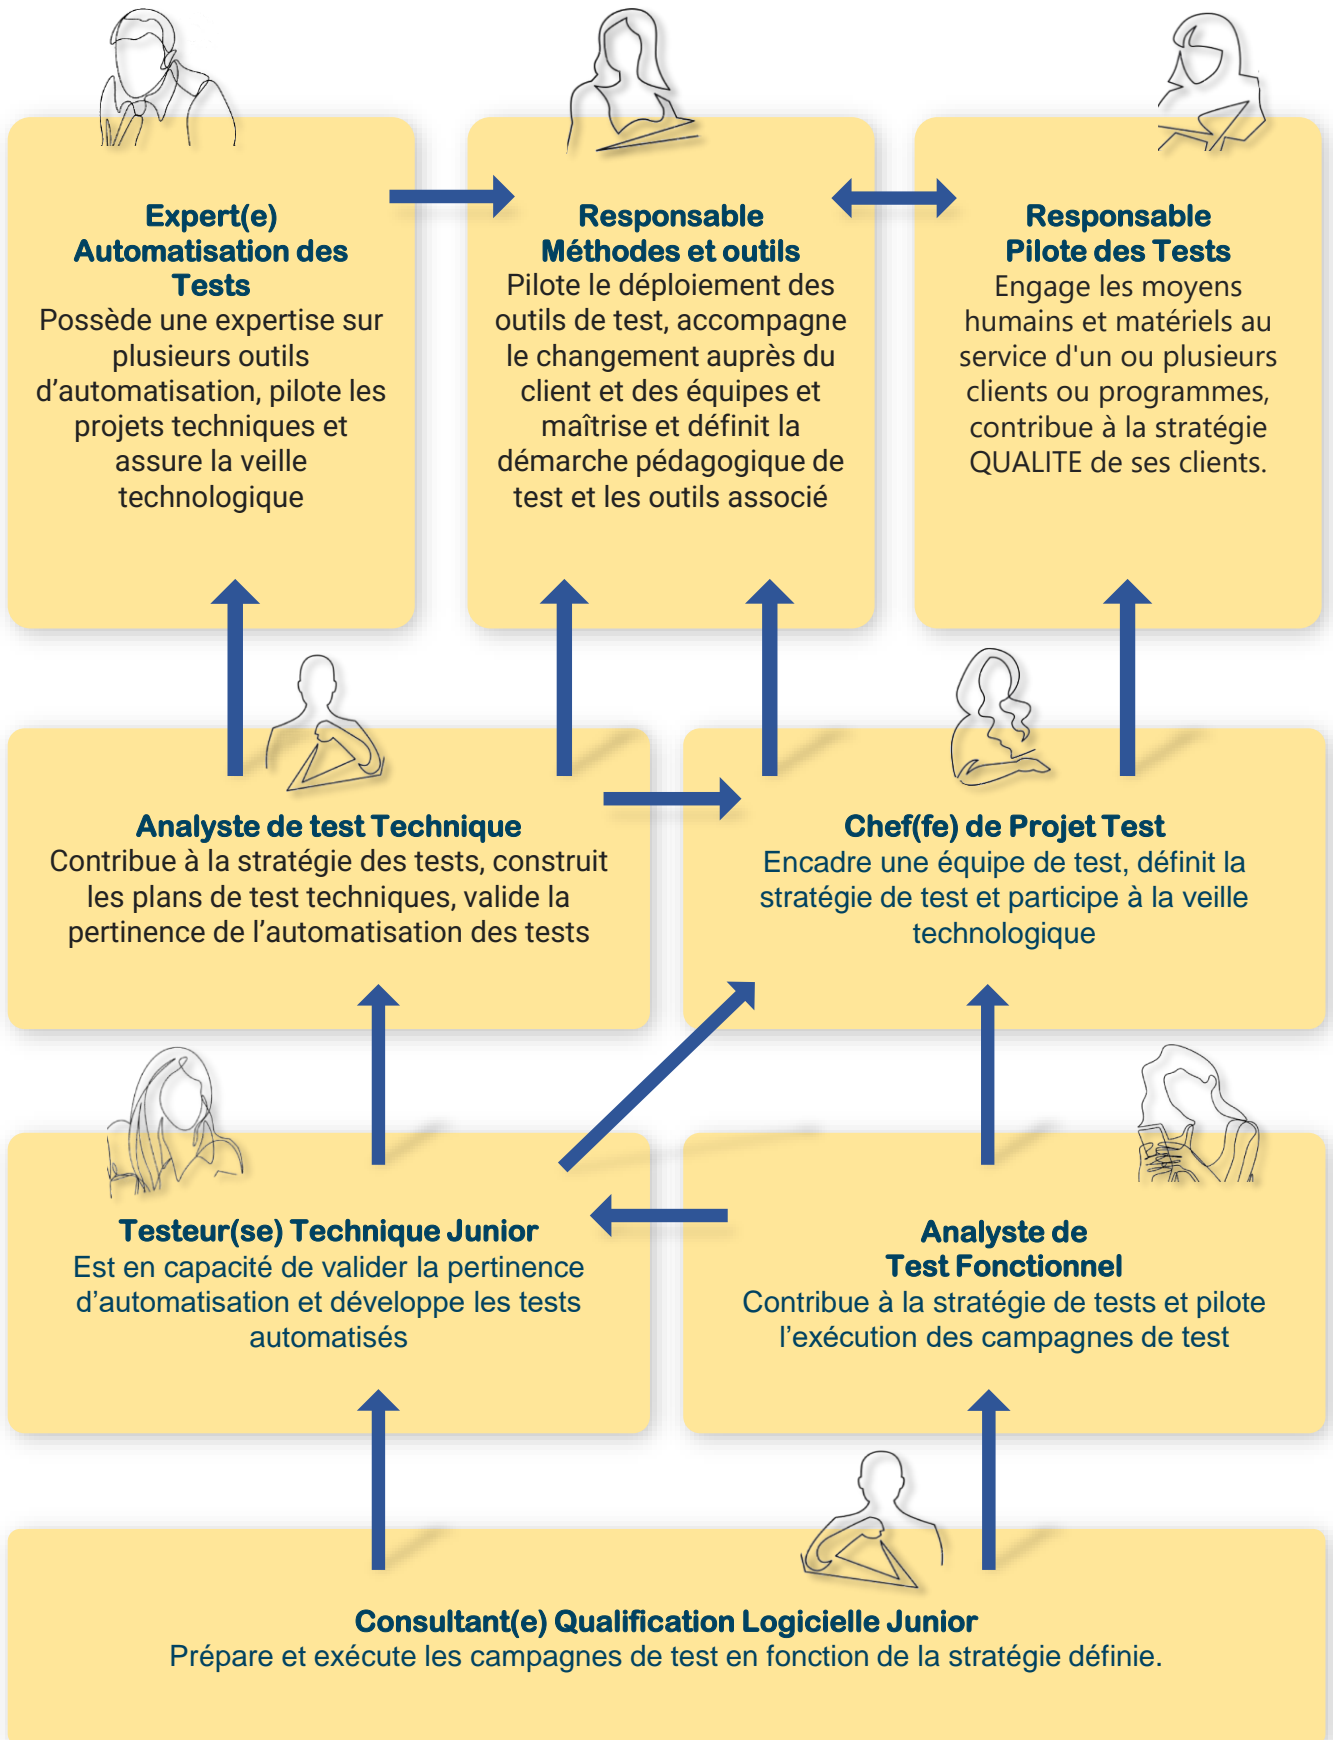 Expert(e)
Automatisation des
Tests
Possède une expertise sur
plusieurs outils
d’automatisation, pilote les
projets techniques et
assure la veille
technologique
Responsable
Méthodes et outils
Pilote le déploiement des
outils de test, accompagne
le changement auprès du
client et des équipes et
maîtrise et définit la
démarche pédagogique de
test et les outils associé
Responsable
Pilote des Tests
Engage les moyens
humains et matériels au
service d'un ou plusieurs
clients ou programmes,
contribue à la stratégie
QUALITE de ses clients.
Analyste de test Technique
Contribue à la stratégie des tests, construit
les plans de test techniques, valide la
pertinence de l’automatisation des tests
Chef(fe) de Projet Test
Encadre une équipe de test, définit la
stratégie de test et participe à la veille
technologique
Testeur(se) Technique Junior
Est en capacité de valider la pertinence
d’automatisation et développe les tests
automatisés
Analyste de
Test Fonctionnel
Contribue à la stratégie de tests et pilote
l’exécution des campagnes de test
Consultant(e) Qualification Logicielle Junior
Prépare et exécute les campagnes de test en fonction de la stratégie définie.